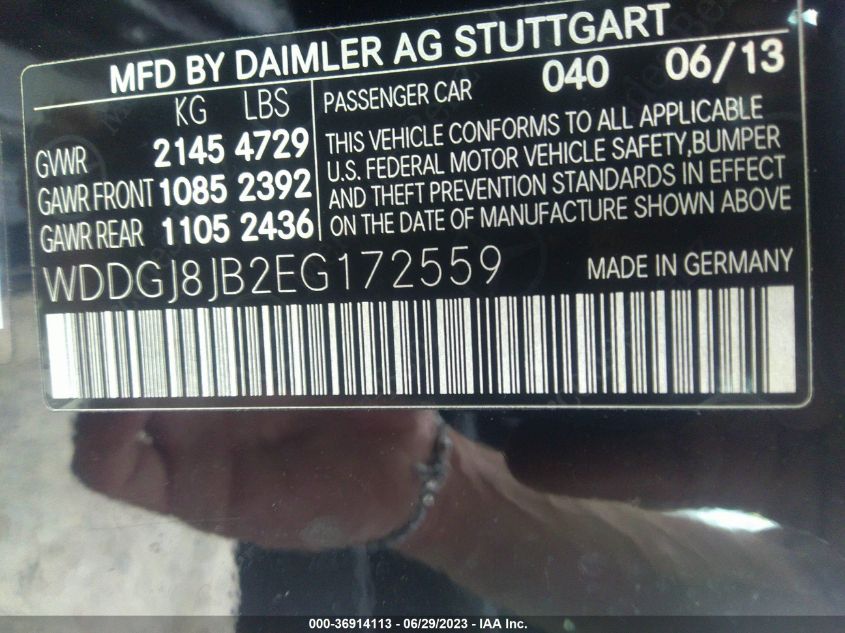 MFD BY DAIMLER AG STUTTGART
KG LBS
GVWR 2145 4729
GAWR FRONT 1085 2392
GAWR REAR 1105 2436
PASSENGER CAR 040 06/13
THIS VEHICLE CONFORMS TO ALL APPLICABLE
U.S. FEDERAL MOTOR VEHICLE SAFETY,BUMPER
AND THEFT PREVENTION STANDARDS IN EFFECT
ON THE DATE OF MANUFACTURE SHOWN ABOVE
WDDGJ8JB2EG172559 MADE IN GERMANY
000-36914113 - 06/29/2023 - IAA Inc.